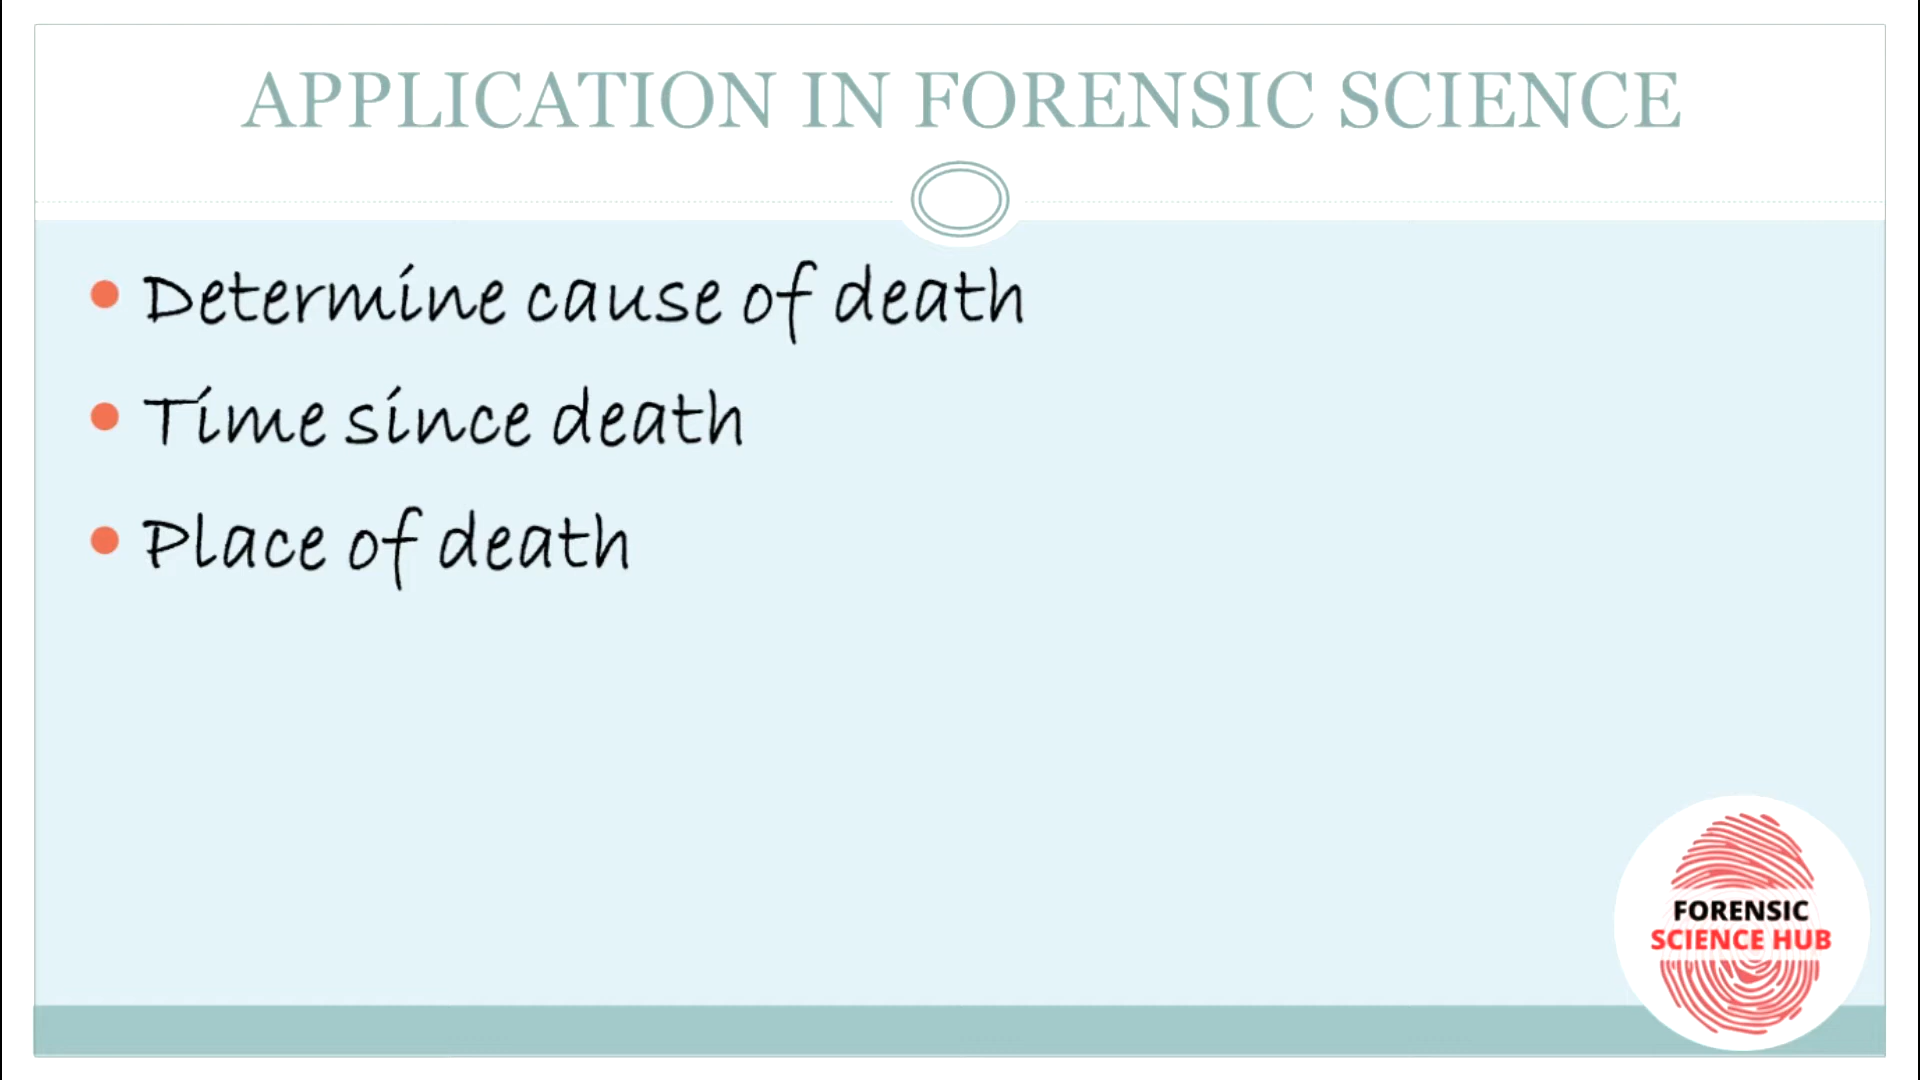 APPLICATION IN FORENSIC SCIENCE
Determine cause of death
Time since death
Place of death
FORENSIC
SCIENCE HUB